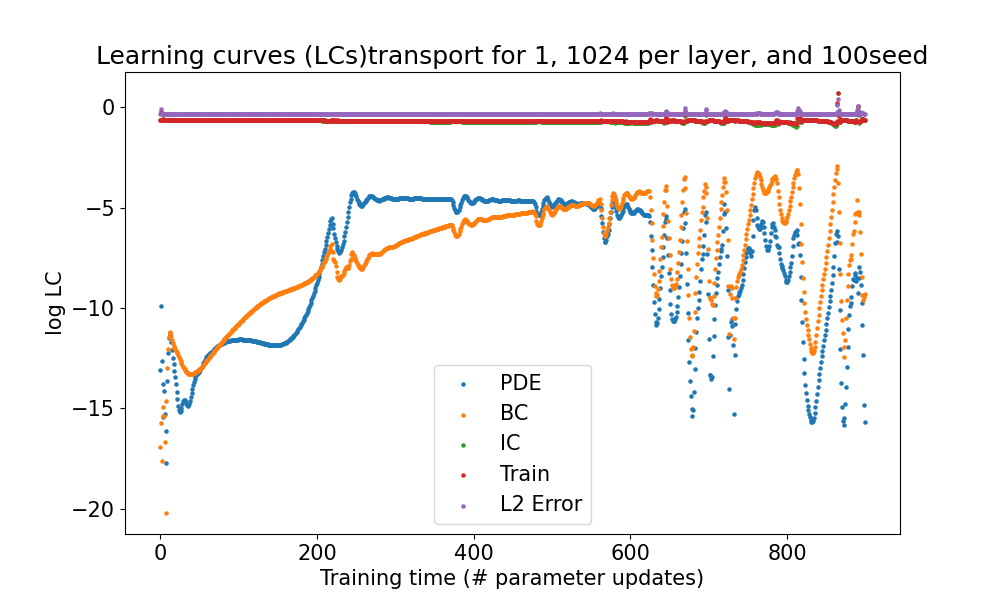 Learning curves (LCs)transport for 1, 1024 per layer, and 100seed
log LC
0
−5
−10
−15
−20
PDE
BC
IC
Train
L2 Error
0 200 400 600 800
Training time (# parameter updates)